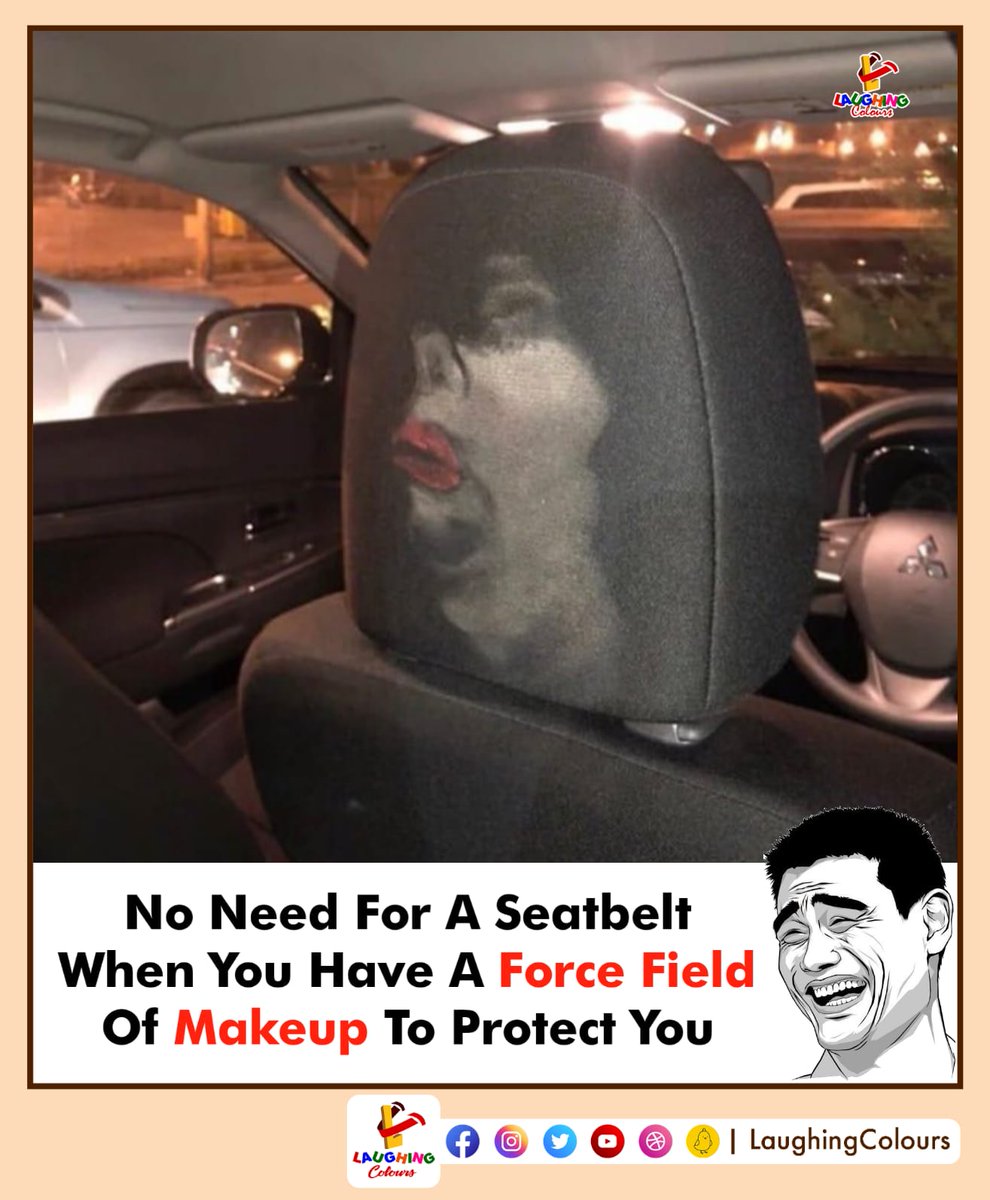 LAUGHING
Colours
No Need For A Seatbelt
When You Have A Force Field
Of Makeup To Protect You
LAUGHING
Colours
| LaughingColours